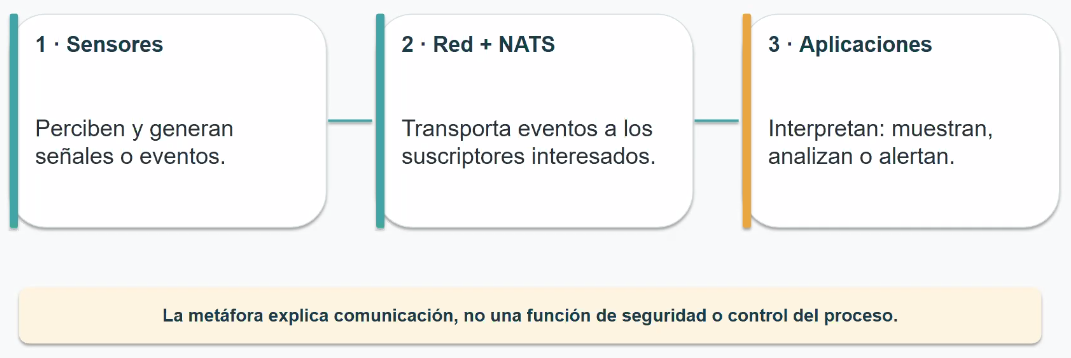 1 · Sensores
Perciben y generan
señales o eventos.
2 · Red + NATS
Transporta eventos a los
suscriptores interesados.
3 · Aplicaciones
Interpretan: muestran,
analizan o alertan.
La metáfora explica comunicación, no una función de seguridad o control del proceso.